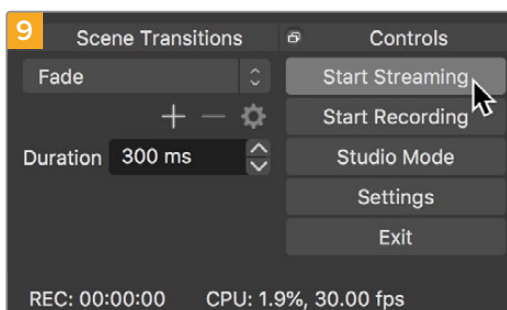 9
Scene Transitions
Controls
Fade
Start Streaming
Start Recording
Duration 300 ms
Studio Mode
Settings
Exit
REC: 00:00:00 CPU: 1.9%, 30.00 fps